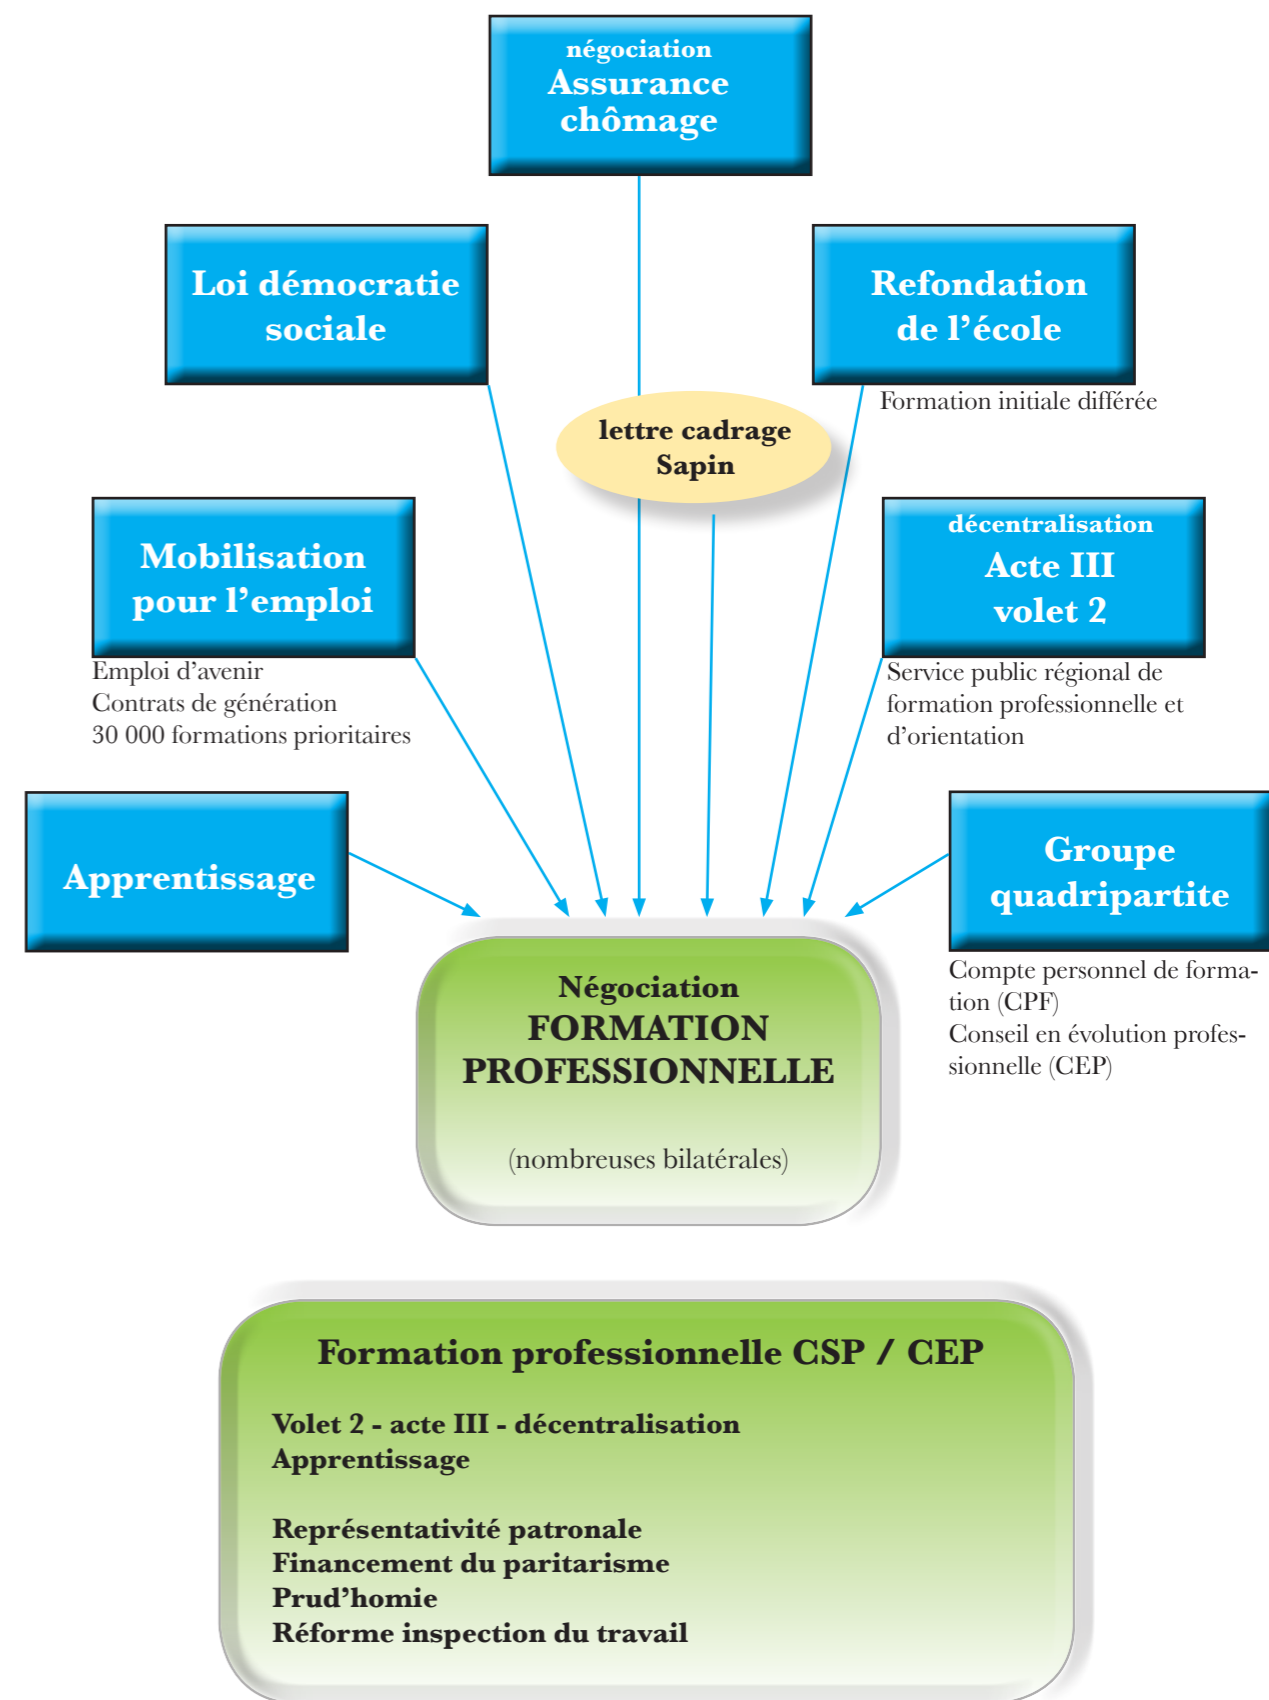 négociation
Assurance
chômage
Loi démocratie
sociale
Refondation
de l’école
Formation initiale différée
lettre cadrage
Sapin
Mobilisation
pour l’emploi
Emploi d’avenir
Contrats de génération
30 000 formations prioritaires
décentralisation
Acte III
volet 2
Service public régional de
formation professionnelle et
d’orientation
Apprentissage
Groupe
quadripartite
Compte personnel de forma-
tion (CPF)
Conseil en évolution profes-
sionnelle (CEP)
Négociation
FORMATION
PROFESSIONNELLE
(nombreuses bilatérales)
Formation professionnelle CSP / CEP
Volet 2 - acte III - décentralisation
Apprentissage
Représentativité patronale
Financement du paritarisme
Prud’homie
Réforme inspection du travail